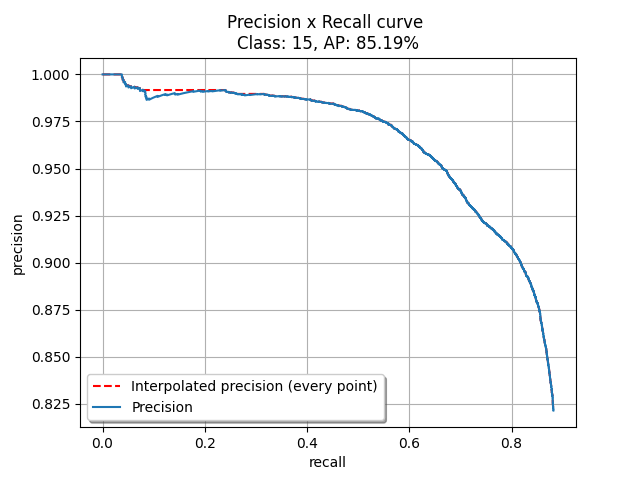 Precision x Recall curve
Class: 15, AP: 85.19%
1.000
0.975
0.950
0.925
0.900
0.875
0.850
0.825
precision
Interpolated precision (every point)
Precision
0.0 0.2 0.4 0.6 0.8
recall